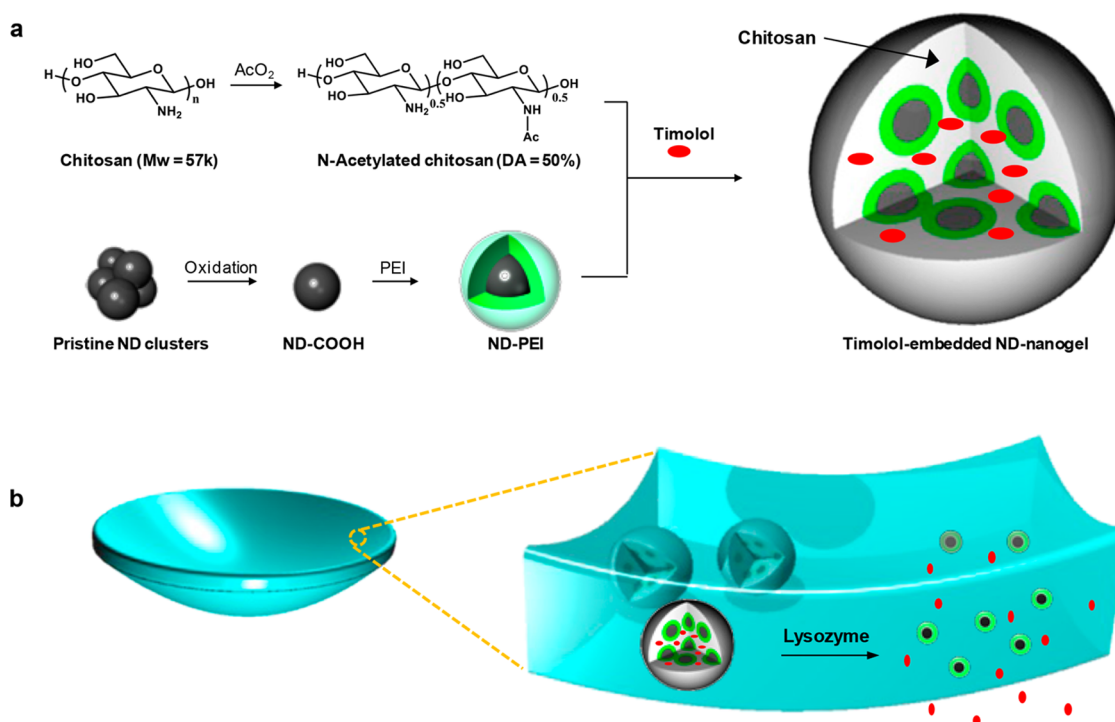 a
HO
H
O
O
OH
HO
n
NH2
AcO2
HO
HO
H
O
O
O
O
OH
HO
NH2
0.5
HO
NH
0.5
Ac
Chitosan (Mw = 57k)
N-Acetylated chitosan (DA = 50%)
Timolol
Chitosan
Oxidation
PEI
Pristine ND clusters
ND-COOH
ND-PEI
Timolol-embedded ND-nanogel
b
Lysozyme